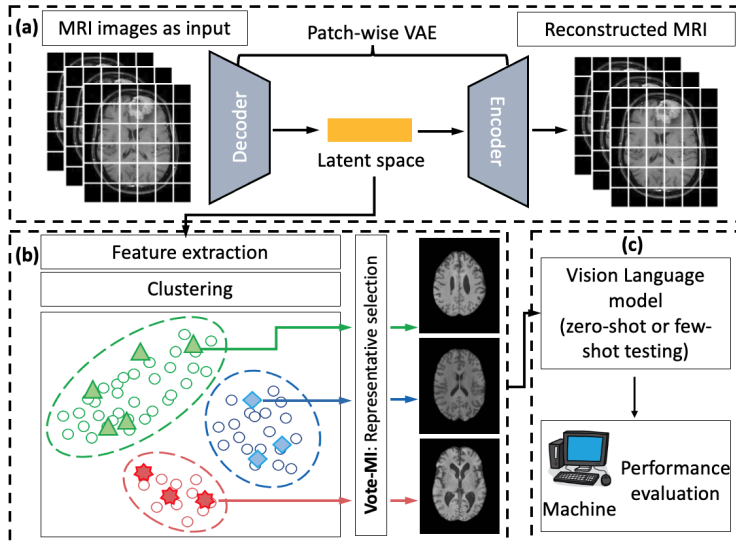 (a)
MRI images as input
Patch-wise VAE
Reconstructed MRI
Decoder
Latent space
Encoder
(b)
Feature extraction
Clustering
Vote-MI: Representative selection
(c)
Vision Language
model
(zero-shot or few-
shot testing)
Performance
evaluation
Machine